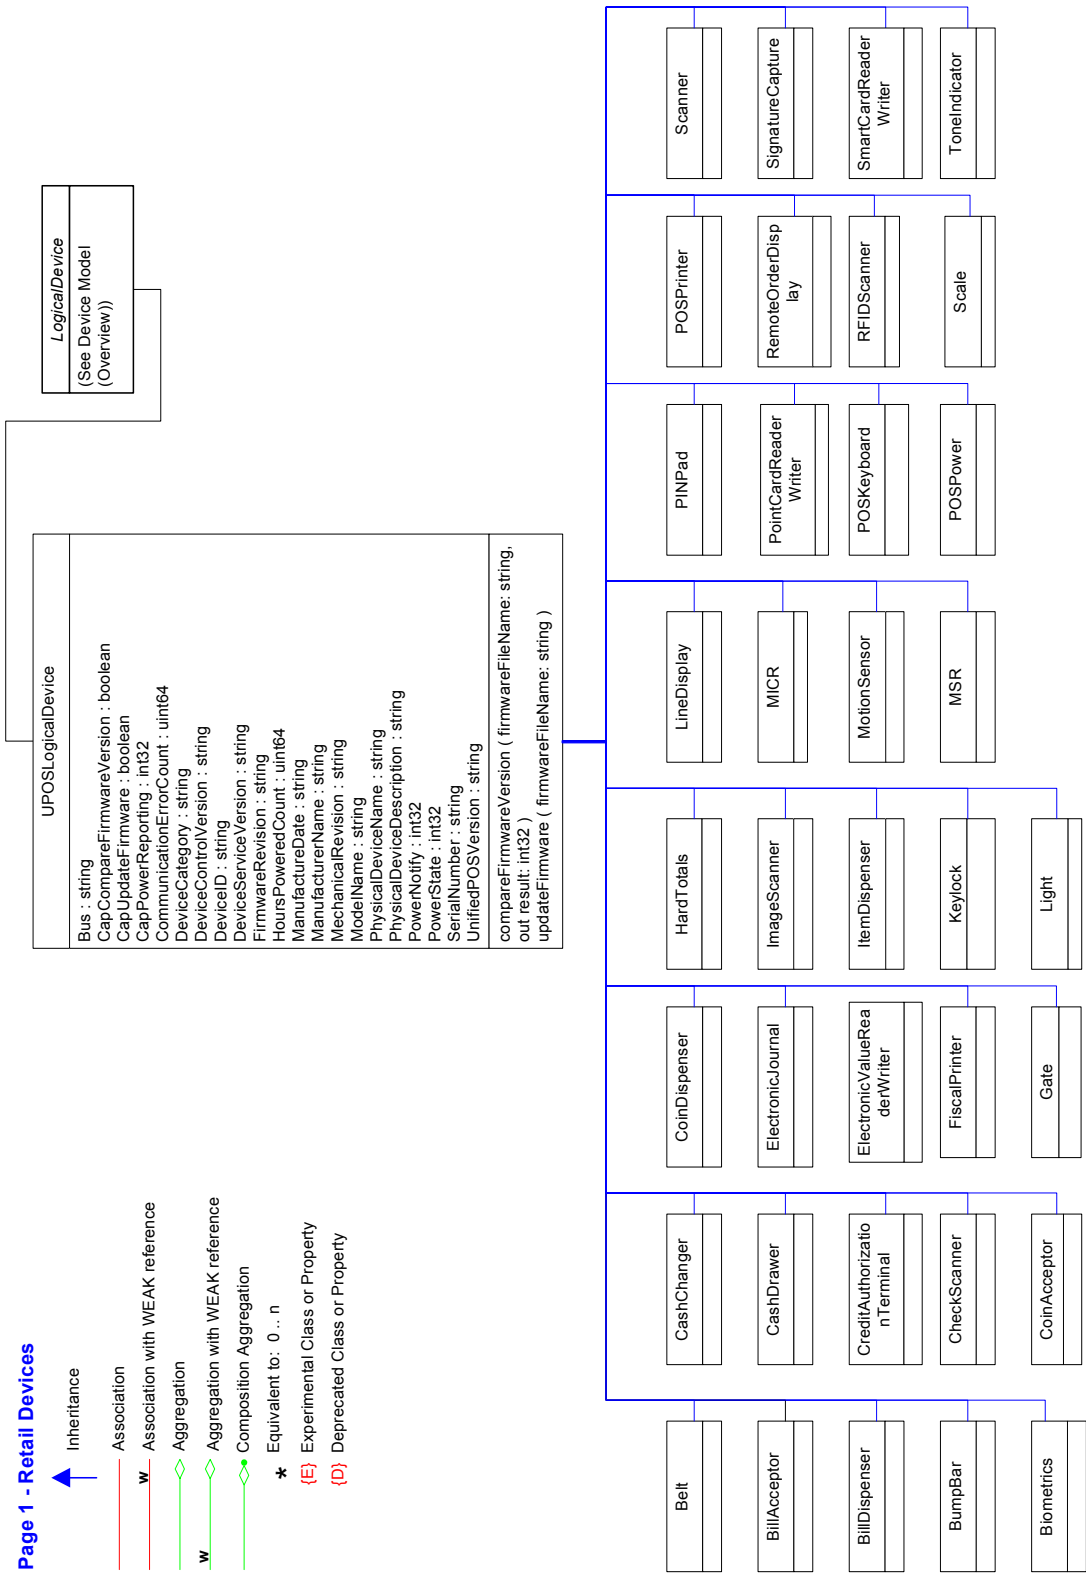 Page 1 - Retail Devices
Inheritance
Association
w
Association with WEAK reference
Aggregation
w
Aggregation with WEAK reference
Composition Aggregation
*
Equivalent to: 0 .. n
{E} Experimental Class or Property
{D} Deprecated Class or Property
UPOSLogicalDevice
Bus : string
CapCompareFirmwareVersion : boolean
CapUpdateFirmware : boolean
CapPowerReporting : int32
CommunicationErrorCount : uint64
DeviceCategory : string
DeviceControlVersion : string
DeviceID : string
DeviceServiceVersion : string
FirmwareRevision : string
HoursPoweredCount : uint64
ManufactureDate : string
ManufacturerName : string
MechanicalRevision : string
ModelName : string
PhysicalDeviceName : string
PhysicalDeviceDescription : string
PowerNotify : int32
PowerState : int32
SerialNumber : string
UnifiedPOSVersion : string
compareFirmwareVersion ( firmwareFileName: string,
out result: int32 )
updateFirmware ( firmwareFileName: string )
LogicalDevice
(See Device Model
(Overview))
Belt
CashChanger
CoinDispenser
HardTotals
LineDisplay
PINPad
POSPrinter
Scanner
BillAcceptor
CashDrawer
ElectronicJournal
ImageScanner
MICR
PointCardReader
Writer
RemoteOrderDisp
lay
SignatureCapture
BillDispenser
CreditAuthorizatio
nTerminal
ElectronicValueRea
derWriter
ItemDispenser
MotionSensor
POSKeyboard
RFIDScanner
SmartCardReader
Writer
BumpBar
CheckScanner
FiscalPrinter
Keylock
MSR
POSPower
Scale
ToneIndicator
Biometrics
CoinAcceptor
Gate
Light